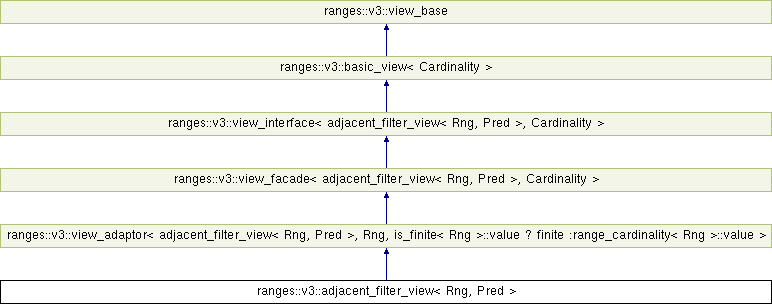 ranges::v3::view_base
ranges::v3::basic_view< Cardinality >
ranges::v3::view_interface< adjacent_filter_view< Rng, Pred >, Cardinality >
ranges::v3::view_facade< adjacent_filter_view< Rng, Pred >, Cardinality >
ranges::v3::view_adaptor< adjacent_filter_view< Rng, Pred >, Rng, is_finite< Rng >::value ? finite :range_cardinality< Rng >::value >
ranges::v3::adjacent_filter_view< Rng, Pred >